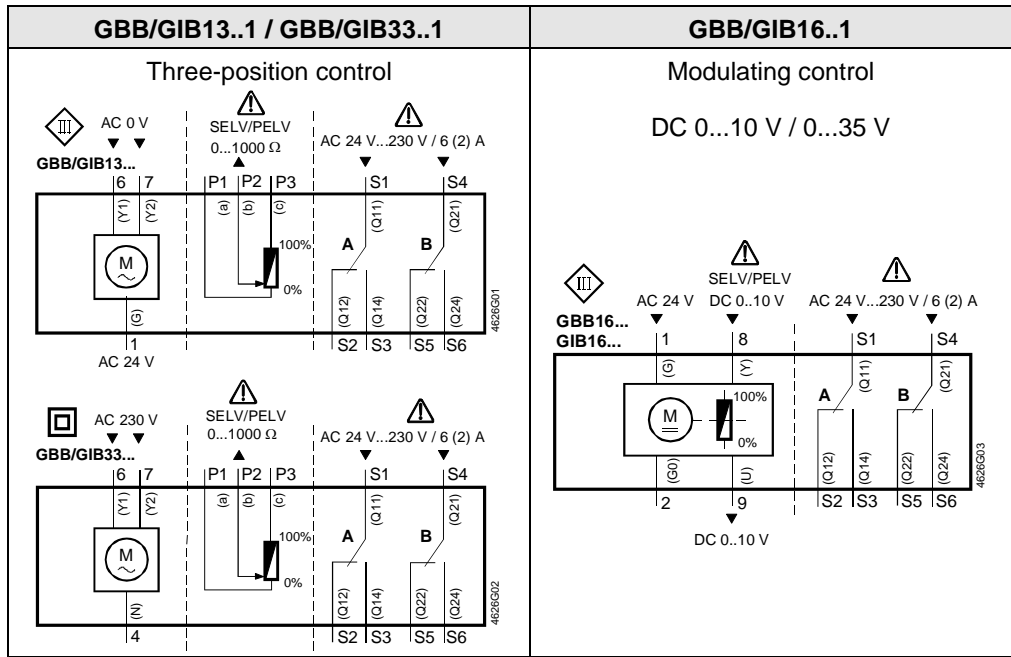 GBB/GIB13..1 / GBB/GIB33..1
Three-position control
III
AC 0 V
SELV/PELV
0...1000 Ω
AC 24 V...230 V / 6 (2) A
GBB/GIB13...
6 7 P1 P2 P3 S1 S4
(Y1) (Y2) (a) (b) (c) (Q11) (Q21)
M ~
100%
0%
A B
(G) (Q12) (Q14) (Q22) (Q24)
1 S2 S3 S5 S6
AC 24 V
4626G01
AC 230 V
SELV/PELV
0...1000 Ω
AC 24 V...230 V / 6 (2) A
GBB/GIB33...
6 7 P1 P2 P3 S1 S4
(Y1) (Y2) (a) (b) (c) (Q11) (Q21)
M ~
100%
0%
A B
(N) (Q12) (Q14) (Q22) (Q24)
4 S2 S3 S5 S6
4626G02
GBB/GIB16..1
Modulating control
DC 0...10 V / 0...35 V
III
SELV/PELV
AC 24 V DC 0..10 V AC 24 V...230 V / 6 (2) A
GBB16...
GIB16...
1 8 S1 S4
(G) (Y) (Q11) (Q21)
M =
100%
0%
A B
(G0) (U) (Q12) (Q14) (Q22) (Q24)
2 9 S2 S3 S5 S6
DC 0..10 V
4626G03